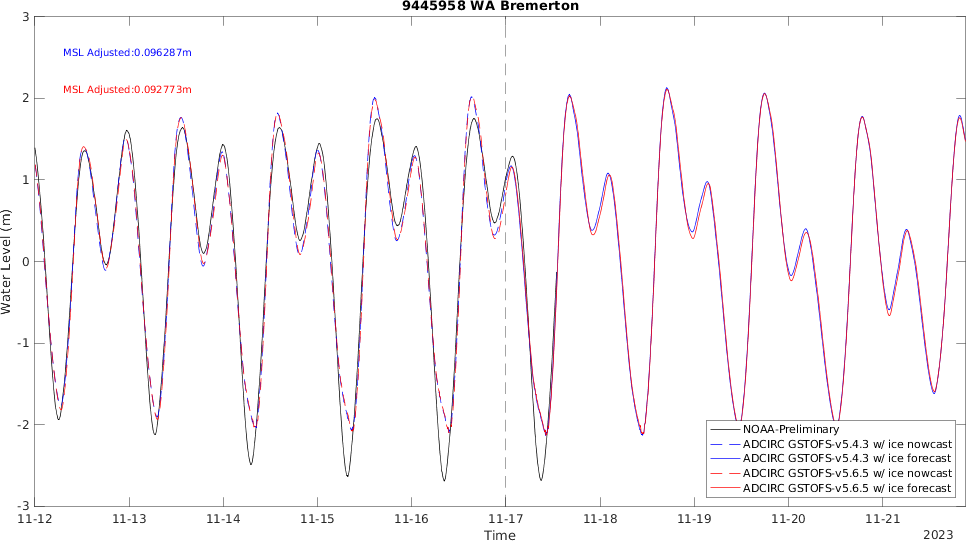 9445958 WA Bremerton
MSL Adjusted:0.096287m
MSL Adjusted:0.092773m
Water Level (m)
3
2
1
0
-1
-2
-3
NOAA-Preliminary
ADCIRC GSTOFS-v5.4.3 w/ ice nowcast
ADCIRC GSTOFS-v5.4.3 w/ ice forecast
ADCIRC GSTOFS-v5.6.5 w/ ice nowcast
ADCIRC GSTOFS-v5.6.5 w/ ice forecast
11-12 11-13 11-14 11-15 11-16 11-17 11-18 11-19 11-20 11-21
Time
2023